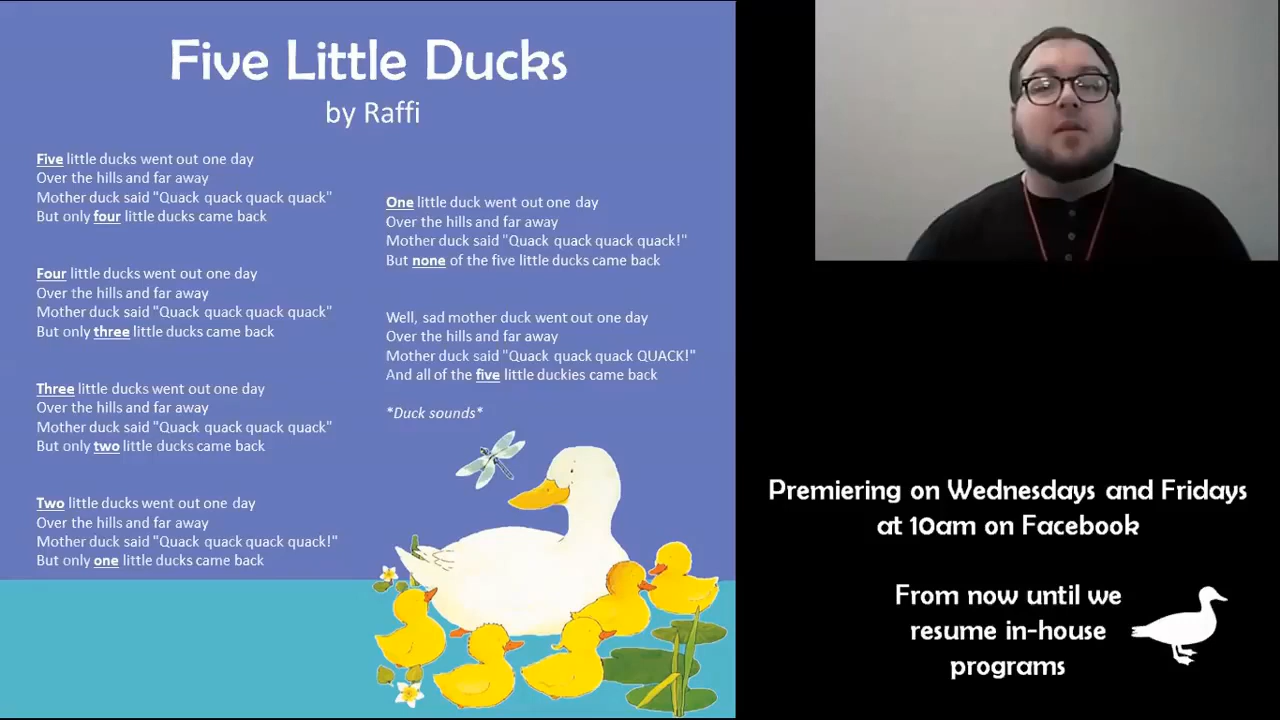 Five Little Ducks
by Raffi
Five little ducks went out one day
Over the hills and far away
Mother duck said "Quack quack quack quack"
But only four little ducks came back
Four little ducks went out one day
Over the hills and far away
Mother duck said "Quack quack quack quack"
But only three little ducks came back
Three little ducks went out one day
Over the hills and far away
Mother duck said "Quack quack quack quack"
But only two little ducks came back
Two little ducks went out one day
Over the hills and far away
Mother duck said "Quack quack quack quack!"
But only one little ducks came back
One little duck went out one day
Over the hills and far away
Mother duck said "Quack quack quack quack!"
But none of the five little ducks came back
Well, sad mother duck went out one day
Over the hills and far away
Mother duck said "Quack quack quack QUACK!"
And all of the five little duckies came back
*Duck sounds*
Premiering on Wednesdays and Fridays
at 10am on Facebook
From now until we
resume in-house
programs